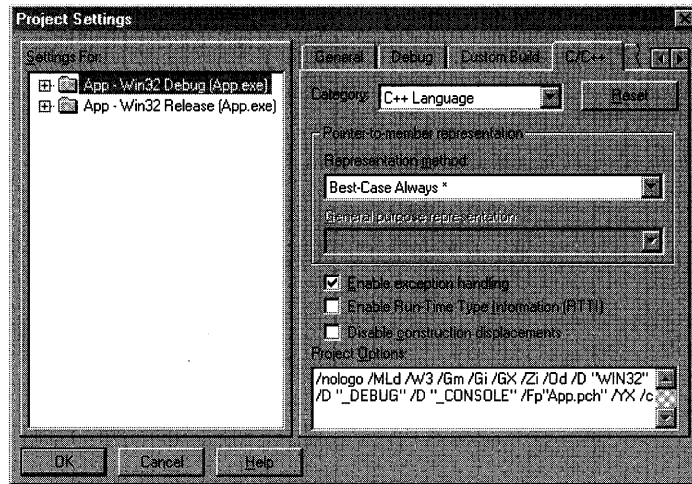 Project Settings
Settings For:
App - Win32 Debug (App.exe)
App - Win32 Release (App.exe)
General
Debug
Custom Build
C/C++
Category:
C++ Language
Reset
Pointer-to-member representation
Representation method:
Best-Case Always *
General purpose representation:
Enable exception handling
Enable Run-Time Type Information (RTTI)
Disable construction displacements
Project Options:
/nologo /MLd /W3 /Gm /Gi /GX /Zi /Od /D "WIN32"
/D "_DEBUG" /D "_CONSOLE" /Fp"App.pch" /YX /c
OK
Cancel
Help